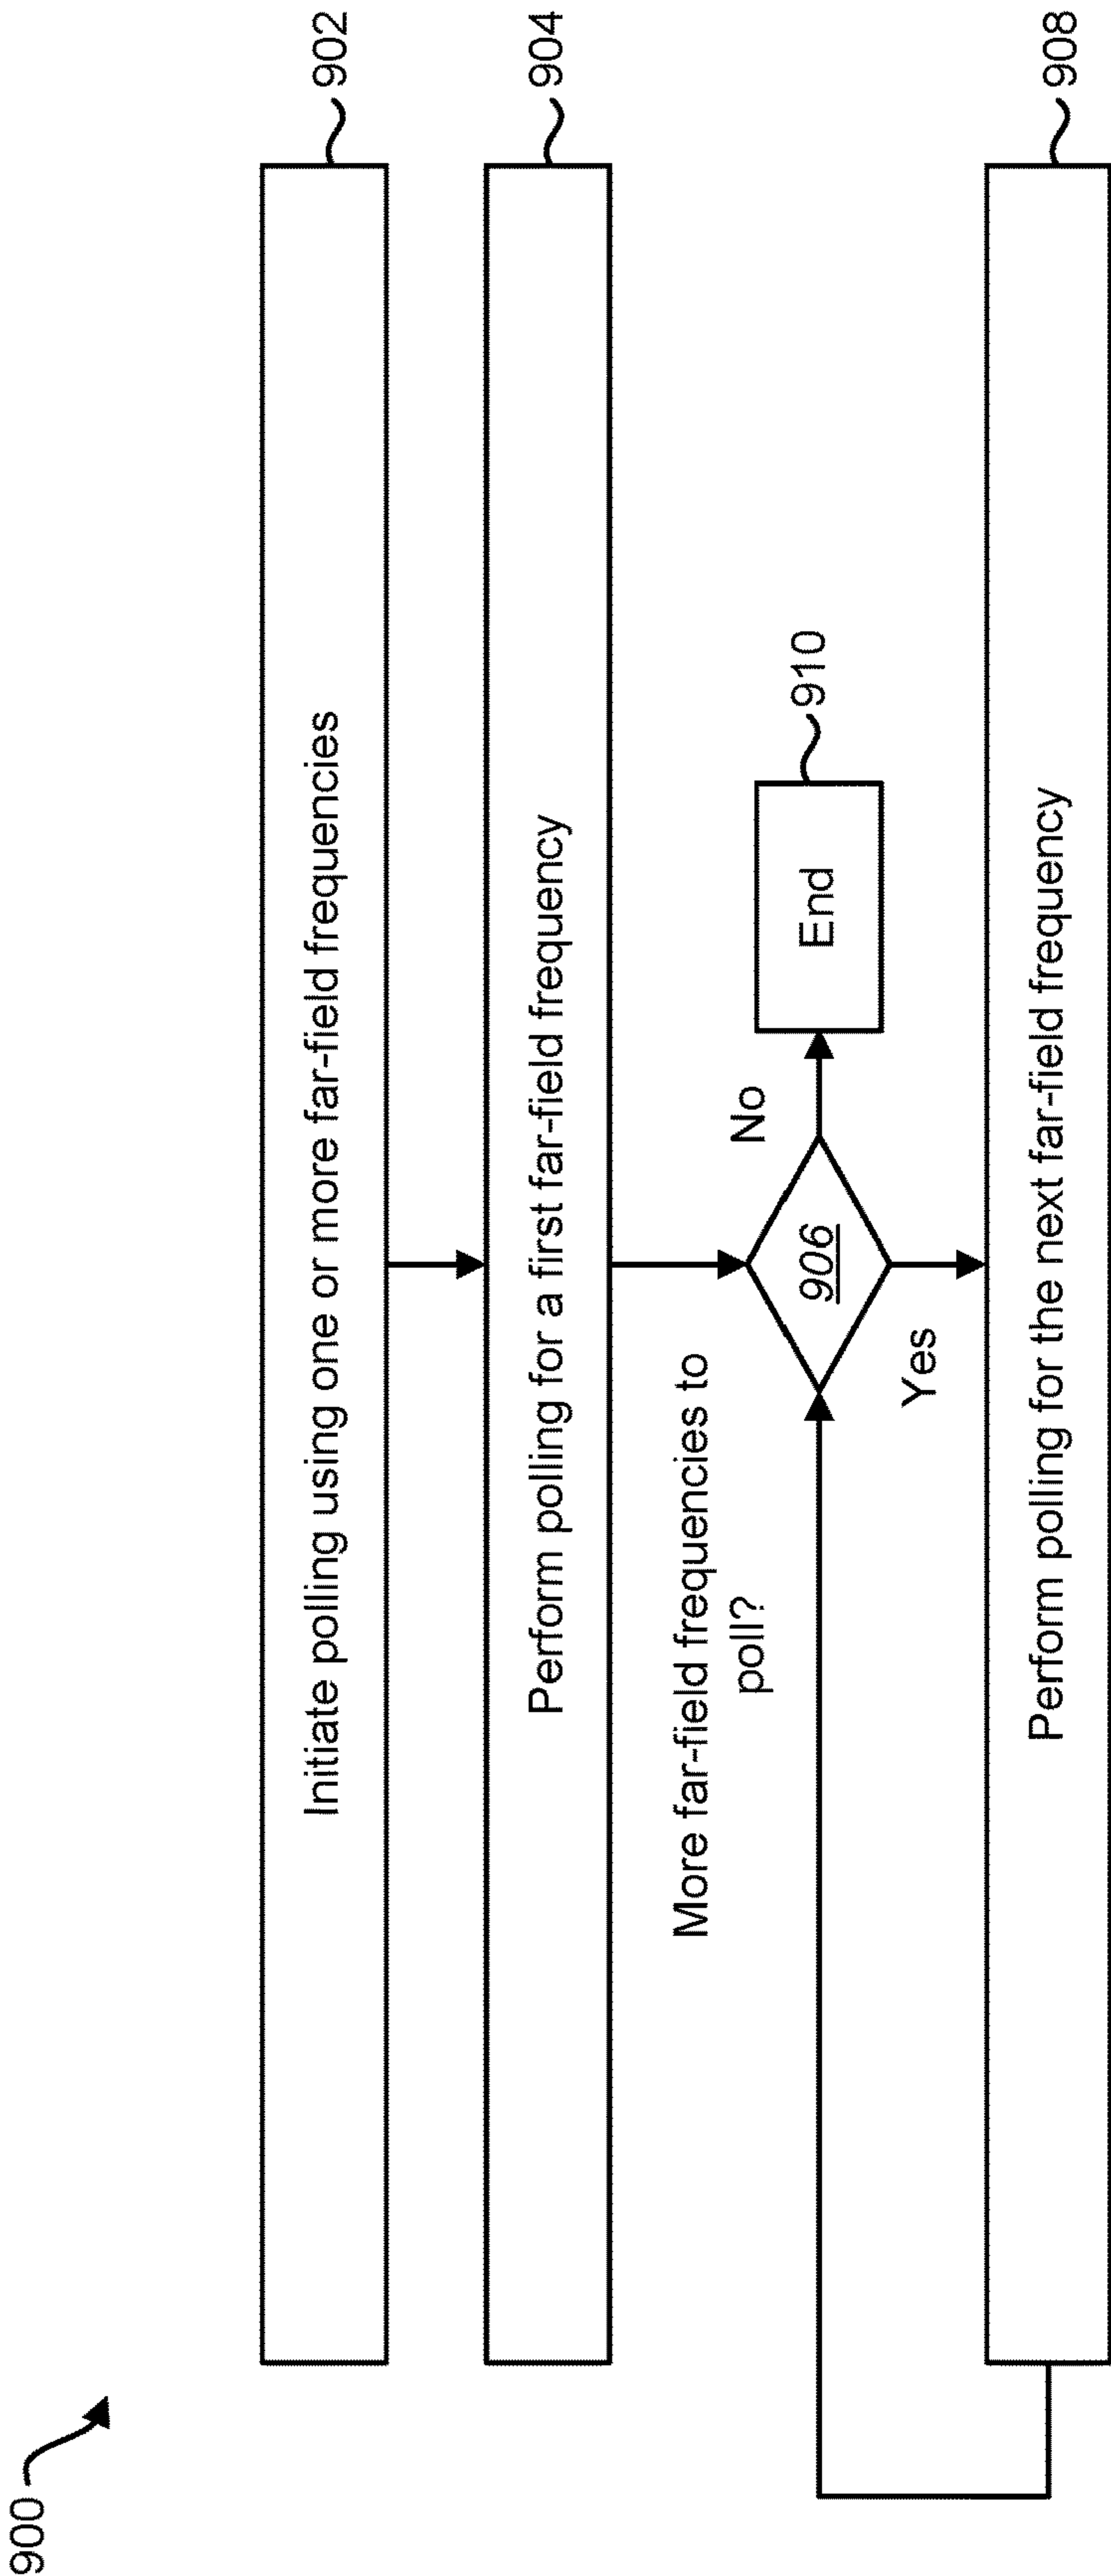 900
Initiate polling using one or more far-field frequencies
902
Perform polling for a first far-field frequency
904
More far-field frequencies to
poll?
906
No
End
910
Yes
Perform polling for the next far-field frequency
908